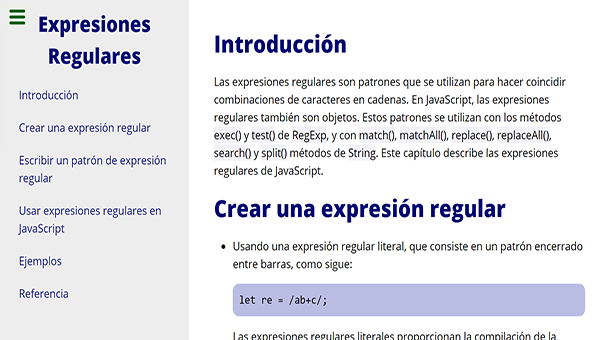 Expresiones
Regulares
Introducción
Crear una expresión regular
Escribir un patrón de expresión
regular
Usar expresiones regulares en
JavaScript
Ejemplos
Referencia
Introducción
Las expresiones regulares son patrones que se utilizan para hacer coincidir
combinaciones de caracteres en cadenas. En JavaScript, las expresiones
regulares también son objetos. Estos patrones se utilizan con los métodos
exec() y test() de RegExp, y con match(), matchAll(), replace(), replaceAll(),
search() y split() métodos de String. Este capítulo describe las expresiones
regulares de JavaScript.
Crear una expresión regular
• Usando una expresión regular literal, que consiste en un patrón encerrado
entre barras, como sigue:
let re = /ab+c/;
Las expresiones regulares literales proporcionan la compilación de la